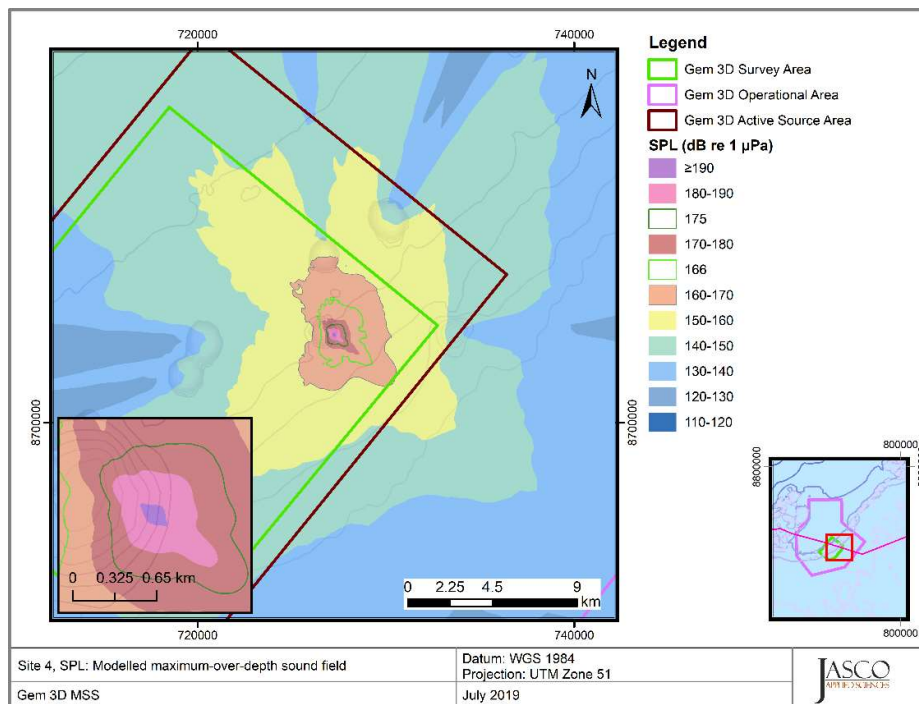 720000
740000
8700000
N
0 0.325 0.65 km
0 2.25 4.5 9
km
720000
740000
Legend
Gem 3D Survey Area
Gem 3D Operational Area
Gem 3D Active Source Area
SPL (dB re 1 µPa)
≥190
180-190
175
170-180
166
160-170
150-160
140-150
130-140
120-130
110-120
800000
8800000
800000
Site 4, SPL: Modelled maximum-over-depth sound field
Datum: WGS 1984
Projection: UTM Zone 51
Gem 3D MSS
July 2019
JASCO
APPLIED SCIENCES